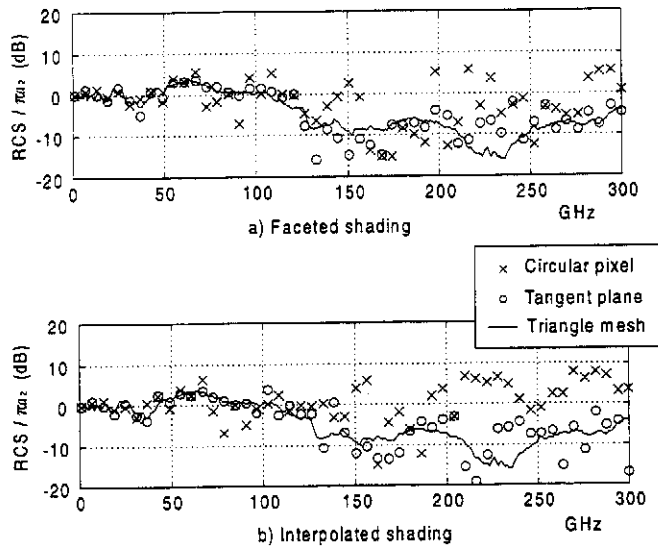 20
10
0
-10
-20
RCS / πa₂ (dB)
0 50 100 150 200 250 300
GHz
a) Faceted shading
× Circular pixel
○ Tangent plane
— Triangle mesh
20
10
0
-10
-20
RCS / πa₂ (dB)
0 50 100 150 200 250 300
GHz
b) Interpolated shading